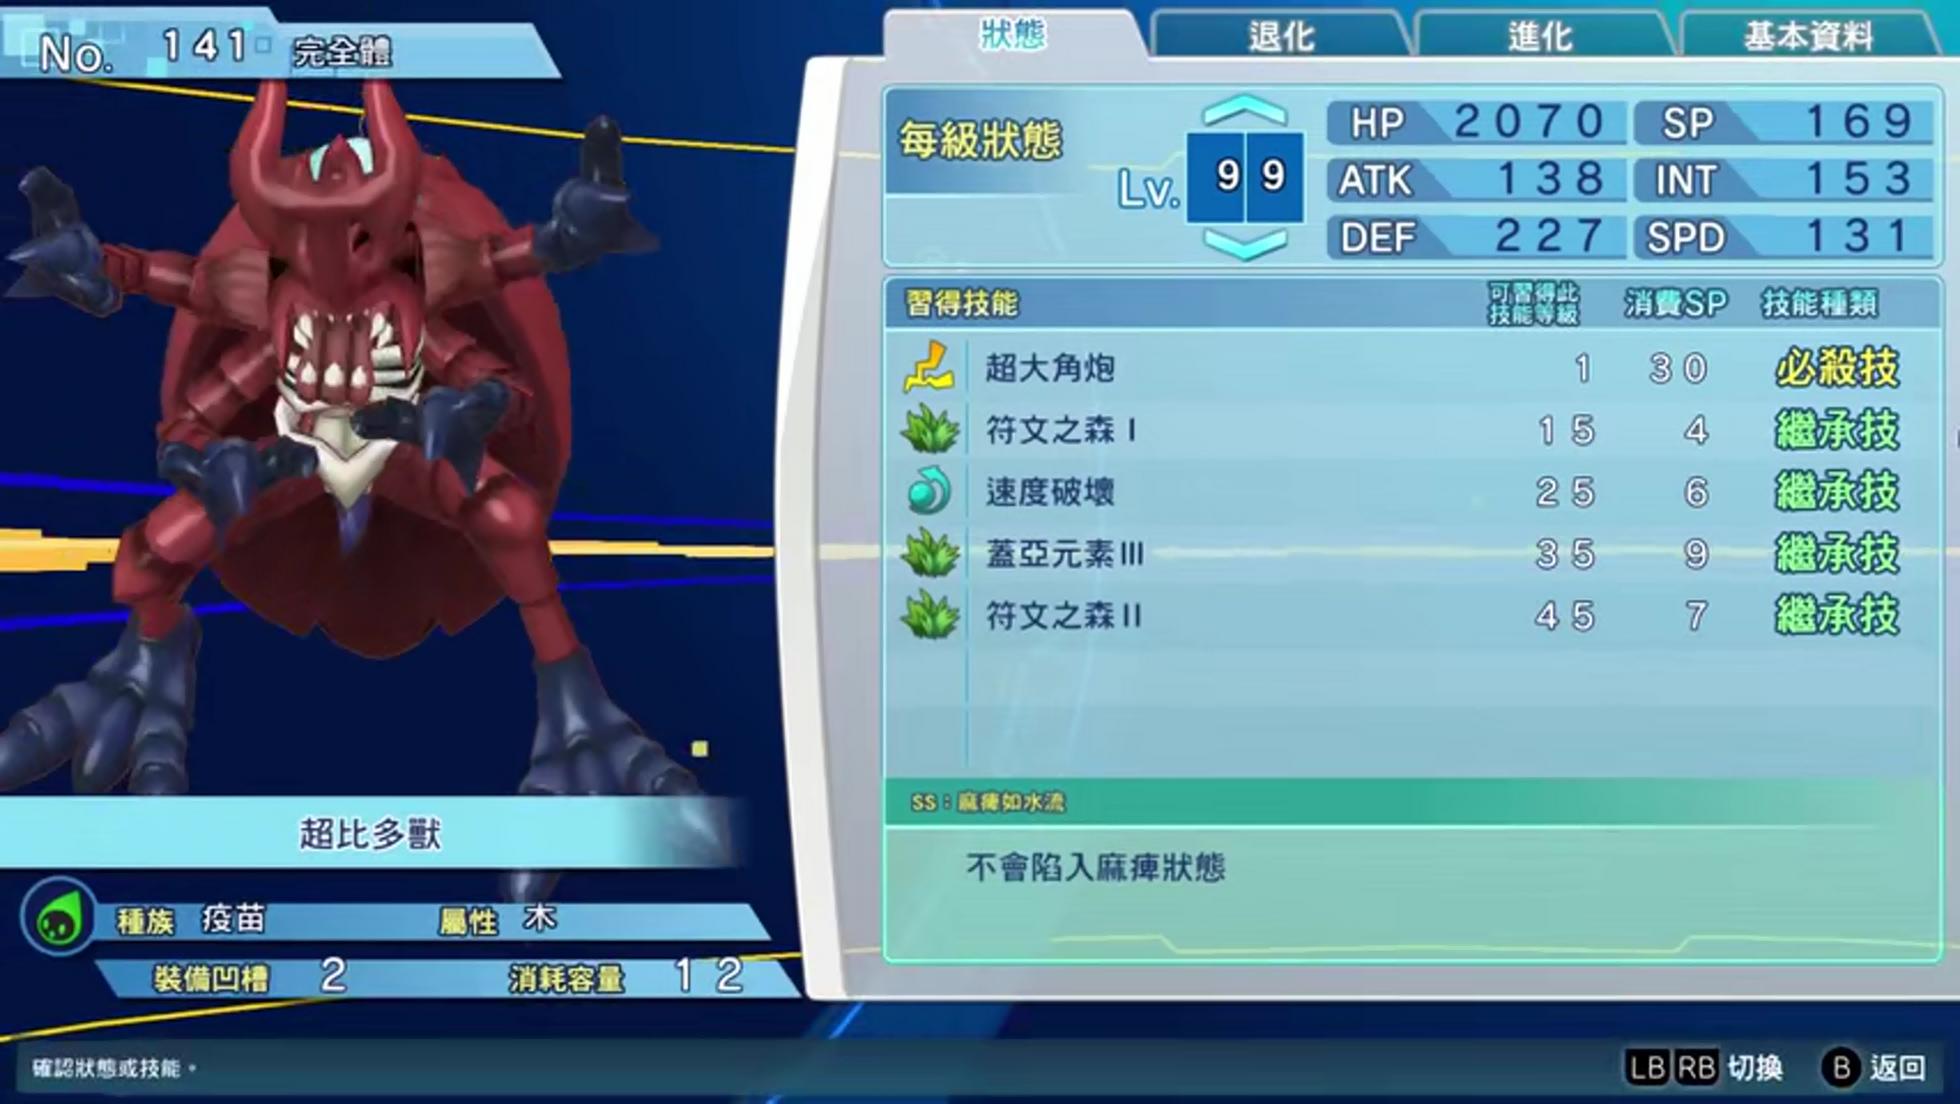 No. 141 完全體
狀態 退化 進化 基本資料
每級狀態
Lv. 99
HP 2070 SP 169
ATK 138 INT 153
DEF 227 SPD 131
習得技能 可習得此技能等級 消費SP 技能種類
超大角炮 1 30 必殺技
符文之森 I 15 4 繼承技
速度破壞 25 6 繼承技
蓋亞元素III 35 9 繼承技
符文之森 II 45 7 繼承技
SS：麻痺如水流
不會陷入麻痺狀態
超比多獸
種族 疫苗 屬性 木
裝備凹槽 2 消耗容量 12
確認狀態或技能。
LB RB 切換 B 返回